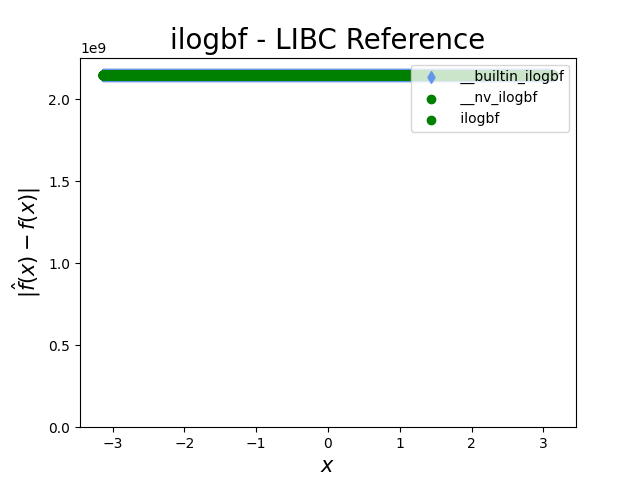 ilogbf - LIBC Reference
1e9
__builtin_ilogbf
__nv_ilogbf
ilogbf
2.0
1.5
1.0
0.5
0.0
|f̂(x) − f(x)|
−3 −2 −1 0 1 2 3
x